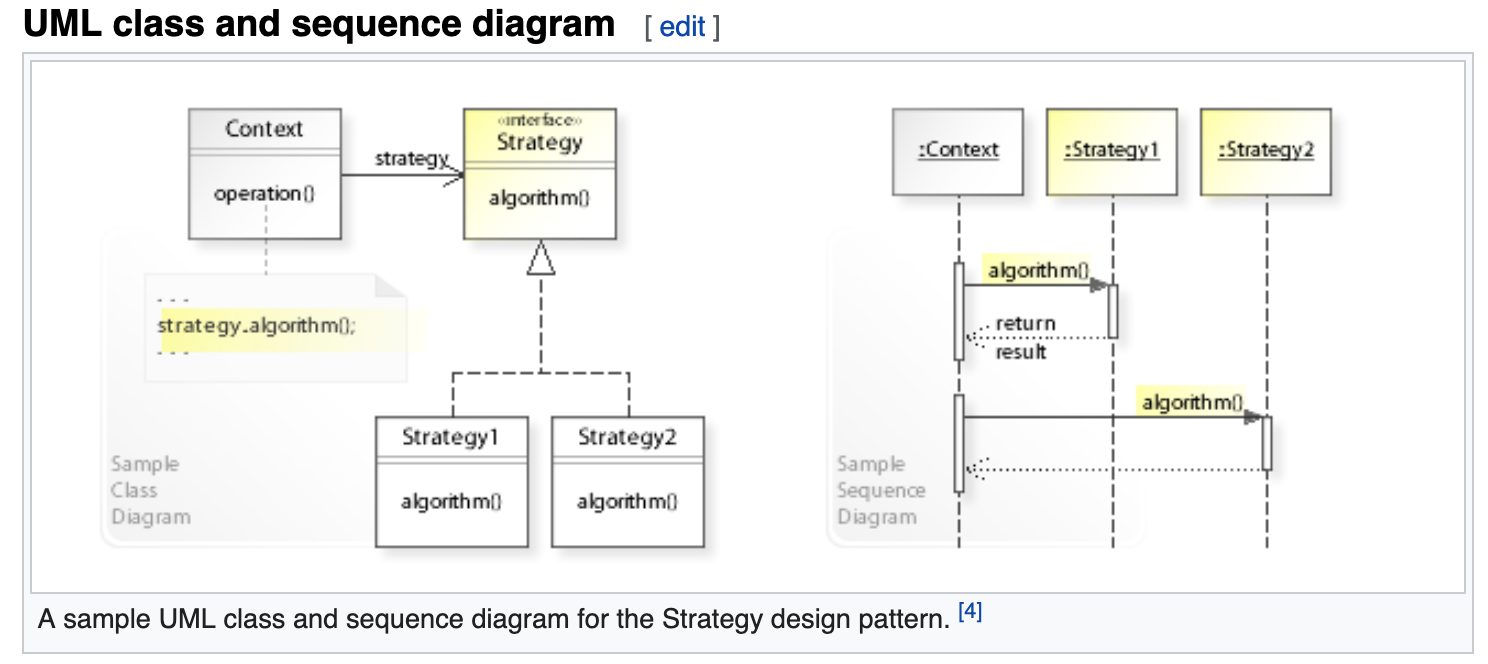 UML class and sequence diagram [ edit ]
Context
operation()
strategy
«interface»
Strategy
algorithm()
. . .
strategy.algorithm();
. . .
Strategy1
algorithm()
Strategy2
algorithm()
Sample
Class
Diagram
:Context
:Strategy1
:Strategy2
algorithm()
return
result
algorithm()
Sample
Sequence
Diagram
A sample UML class and sequence diagram for the Strategy design pattern. [4]